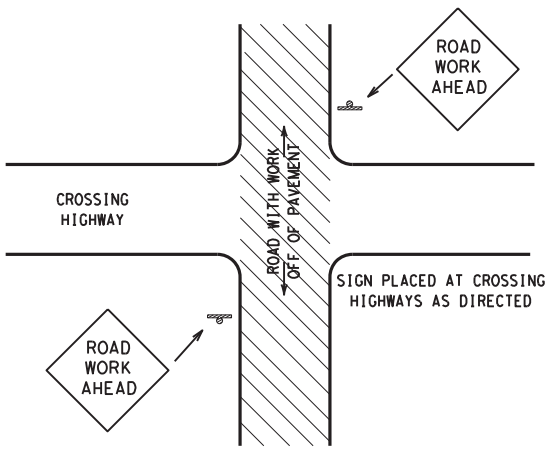 ROAD
WORK
AHEAD
CROSSING
HIGHWAY
ROAD WITH WORK
OFF OF PAVEMENT
SIGN PLACED AT CROSSING
HIGHWAYS AS DIRECTED
ROAD
WORK
AHEAD